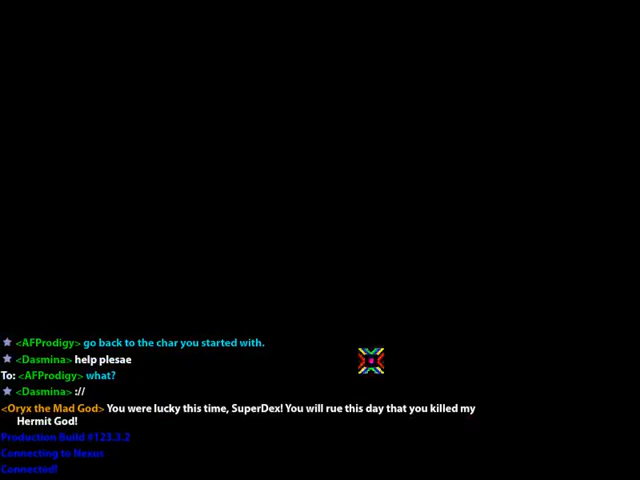 <AFProdigy> go back to the char you started with.
<Dasmina> help plesae
To: <AFProdigy> what?
<Dasmina> ://
<Oryx the Mad God> You were lucky this time, SuperDex! You will rue this day that you killed my
Hermit God!
Production Build #123.3.2
Connecting to Nexus
Connected!